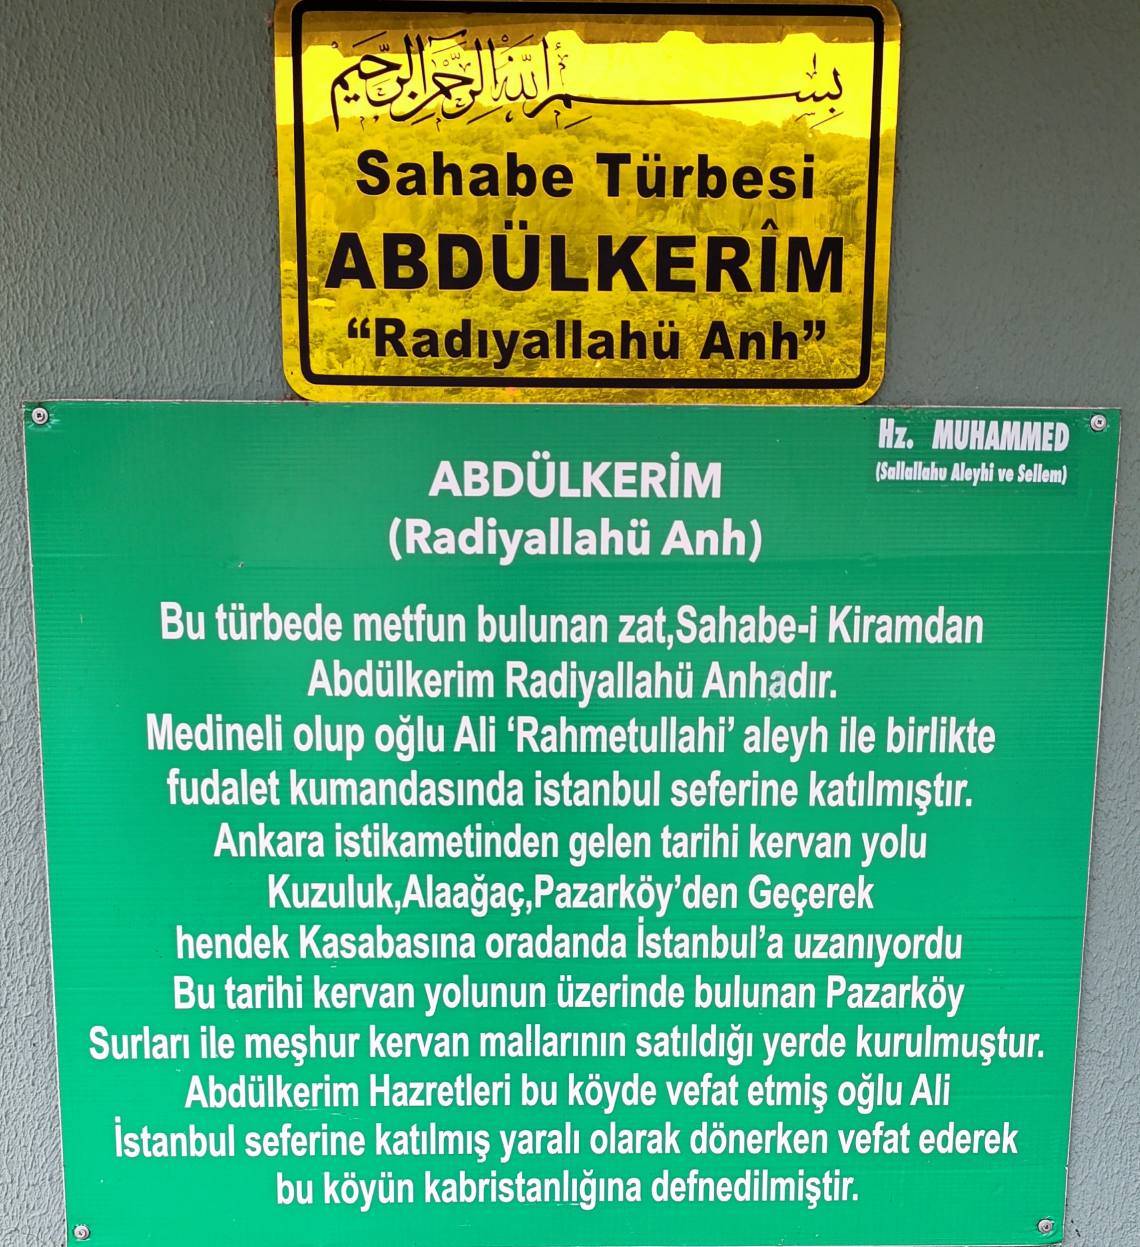 بِسْمِ اللَّهِ الرَّحْمَٰنِ الرَّحِيمِ
Sahabe Türbesi
ABDÜLKERÎM
“Radıyallahü Anh”
Hz. MUHAMMED
(Sallallahu Aleyhi ve Sellem)
ABDÜLKERİM
(Radiyallahü Anh)
Bu türbede metfun bulunan zat,Sahabe-i Kiramdan
Abdülkerim Radiyallahü Anhadır.
Medineli olup oğlu Ali ‘Rahmetullahi’ aleyh ile birlikte
fudalet kumandasında istanbul seferine katılmıştır.
Ankara istikametinden gelen tarihi kervan yolu
Kuzuluk,Alaağaç,Pazarköy’den Geçerek
hendek Kasabasına oradanda İstanbul’a uzanıyordu
Bu tarihi kervan yolunun üzerinde bulunan Pazarköy
Surları ile meşhur kervan mallarının satıldığı yerde kurulmuştur.
Abdülkerim Hazretleri bu köyde vefat etmiş oğlu Ali
İstanbul seferine katılmış yaralı olarak dönerken vefat ederek
bu köyün kabristanlığına defnedilmiştir.